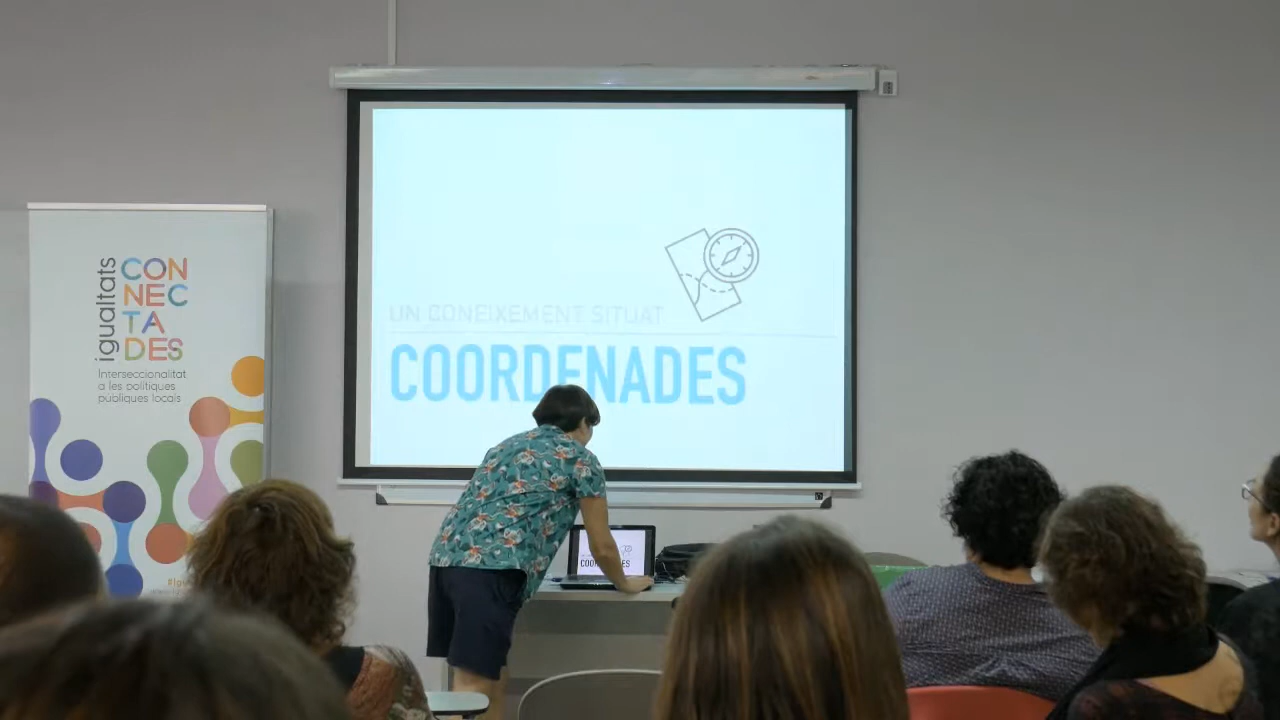 igualtats
CON
NEC
TA
DES
Interseccionalitat
a les polítiques
públiques locals
UN CONEIXEMENT SITUAT
COORDENADES
COORDENADES